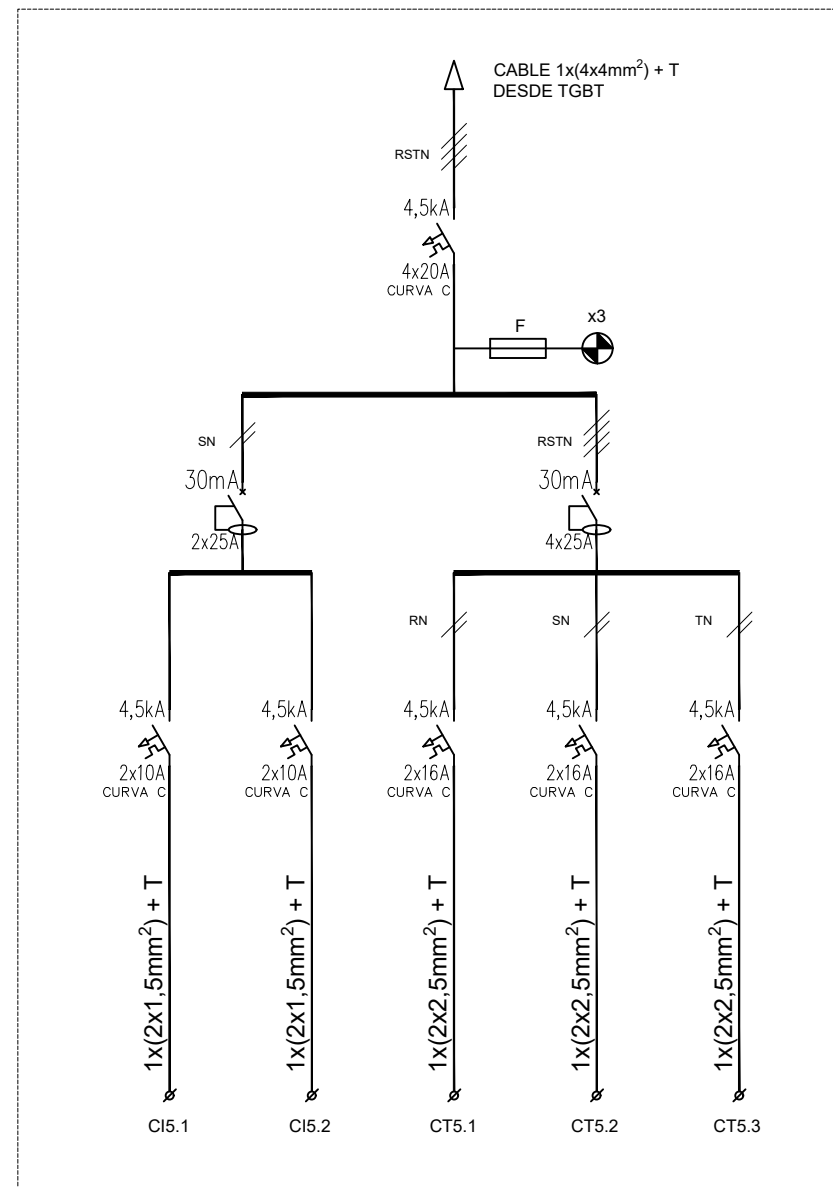 CABLE 1x(4x4mm²) + T
DESDE TGBT
RSTN
4,5kA
4x20A
CURVA C
F
x3
SN
RSTN
30mA
30mA
2x25A
4x25A
RN
SN
TN
4,5kA
4,5kA
4,5kA
4,5kA
4,5kA
2x10A
2x10A
2x16A
2x16A
2x16A
CURVA C
CURVA C
CURVA C
CURVA C
CURVA C
1x(2x1,5mm²) + T
1x(2x1,5mm²) + T
1x(2x2,5mm²) + T
1x(2x2,5mm²) + T
1x(2x2,5mm²) + T
CI5.1
CI5.2
CT5.1
CT5.2
CT5.3